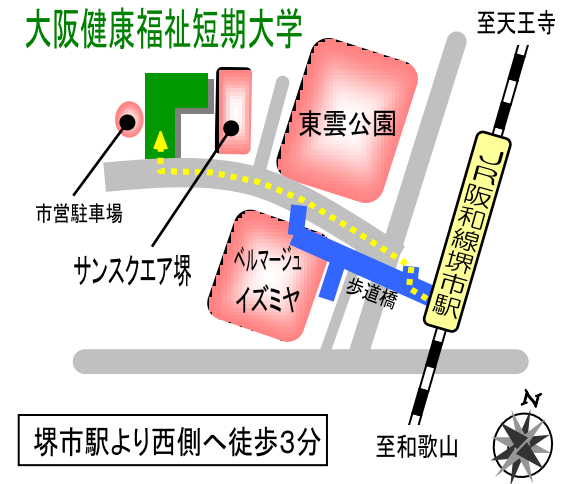 大阪健康福祉短期大学
至天王寺
東雲公園
JR阪和線堺市駅
市営駐車場
サンスクエア堺
ベルマージュ
イズミヤ
歩道橋
N
至和歌山
堺市駅より西側へ徒歩3分